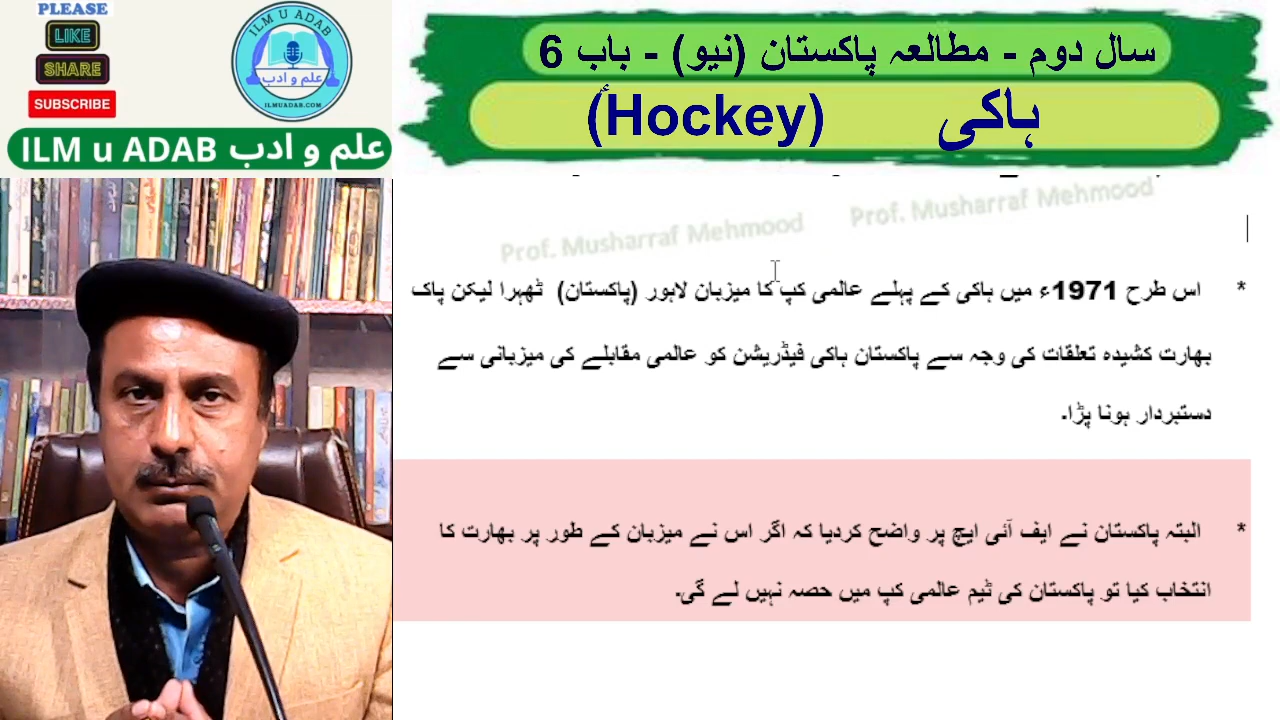 PLEASE
LIKE
SHARE
SUBSCRIBE
ILM U ADAB
علم و ادب
ILMUADAB.COM
ILM u ADAB علم و ادب
سال دوم - مطالعہ پاکستان (نیو) - باب 6
ہاکی (Hockey)
Prof. Musharraf Mehmood Prof. Musharraf Mehmood
* اس طرح 1971ء میں ہاکی کے پہلے عالمی کپ کا میزبان لاہور (پاکستان) ٹھہرا لیکن پاک
بھارت کشیدہ تعلقات کی وجہ سے پاکستان ہاکی فیڈریشن کو عالمی مقابلے کی میزبانی سے
دستبردار ہونا پڑا۔
* البتہ پاکستان نے ایف آئی ایچ پر واضح کردیا کہ اگر اس نے میزبان کے طور پر بھارت کا
انتخاب کیا تو پاکستان کی ٹیم عالمی کپ میں حصہ نہیں لے گی۔